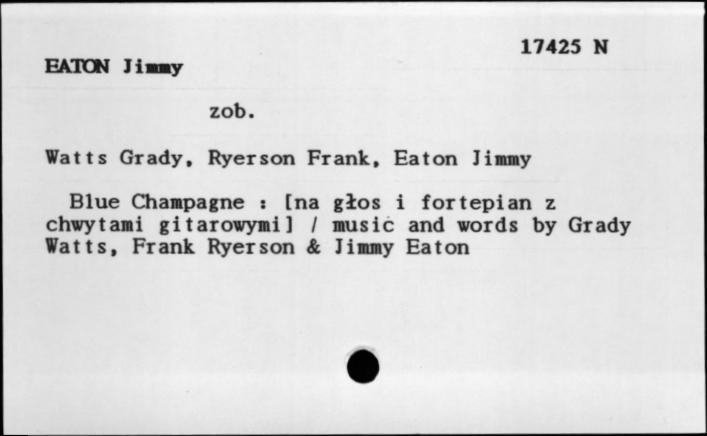 17425 N
EATON Jimmy
zob.
Watts Grady, Ryerson Frank, Eaton Jimmy
Blue Champagne : [na głos i fortepian z
chwytami gitarowymi] / music and words by Grady
Watts, Frank Ryerson & Jimmy Eaton